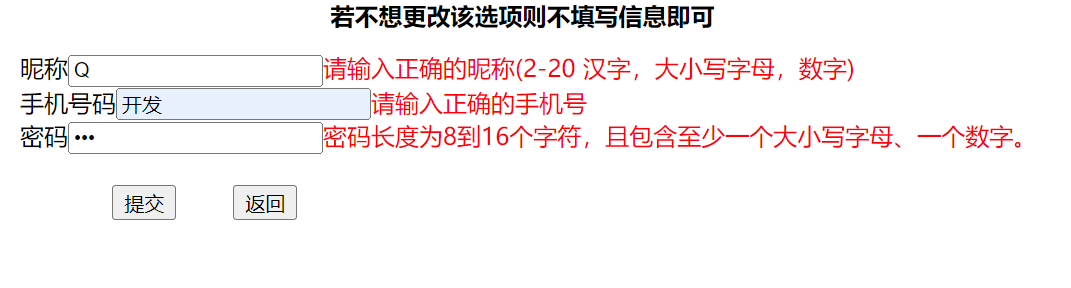 若不想更改该选项则不填写信息即可
昵称 Q 请输入正确的昵称(2-20 汉字，大小写字母，数字)
手机号码 开发 请输入正确的手机号
密码 ••• 密码长度为8到16个字符，且包含至少一个大小写字母、一个数字。
提交 返回